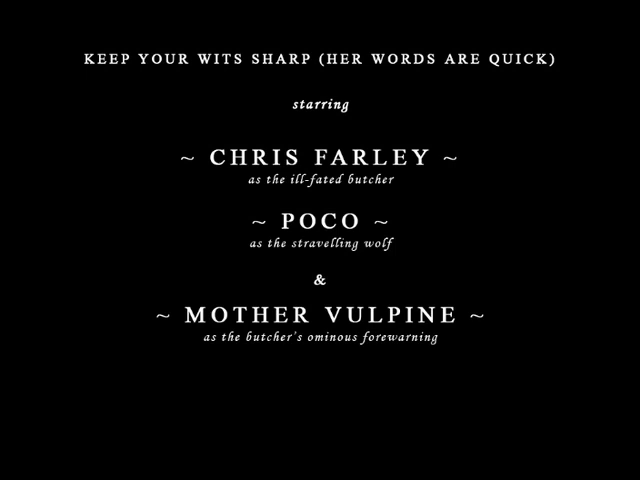 KEEP YOUR WITS SHARP (HER WORDS ARE QUICK)
starring
~ CHRIS FARLEY ~
as the ill-fated butcher
~ POCO ~
as the stravelling wolf
&
~ MOTHER VULPINE ~
as the butcher's ominous forewarning